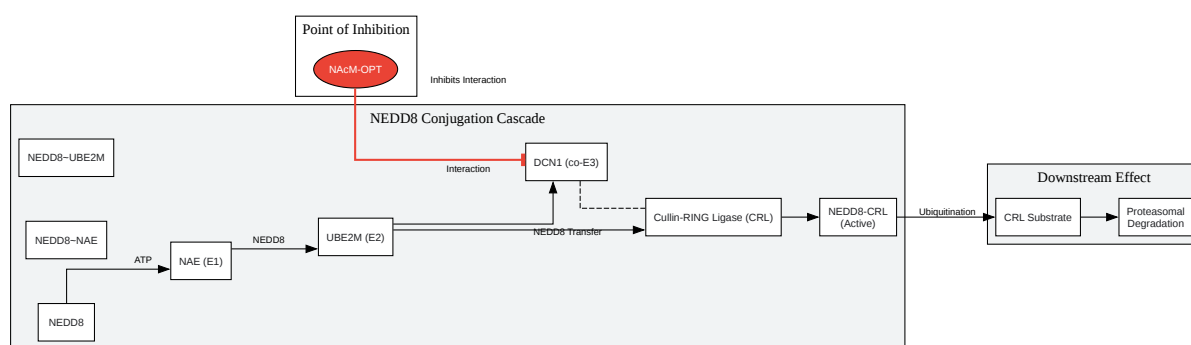 Point of Inhibition
NAcM-OPT
Inhibits Interaction
NEDD8 Conjugation Cascade
NEDD8~UBE2M
DCN1 (co-E3)
Interaction
Downstream Effect
Cullin-RING Ligase (CRL)
NEDD8-CRL
(Active)
Ubiquitination
CRL Substrate
Proteasomal
Degradation
NEDD8~NAE
UBE2M (E2)
NEDD8 Transfer
NEDD8
NAE (E1)
ATP
NEDD8